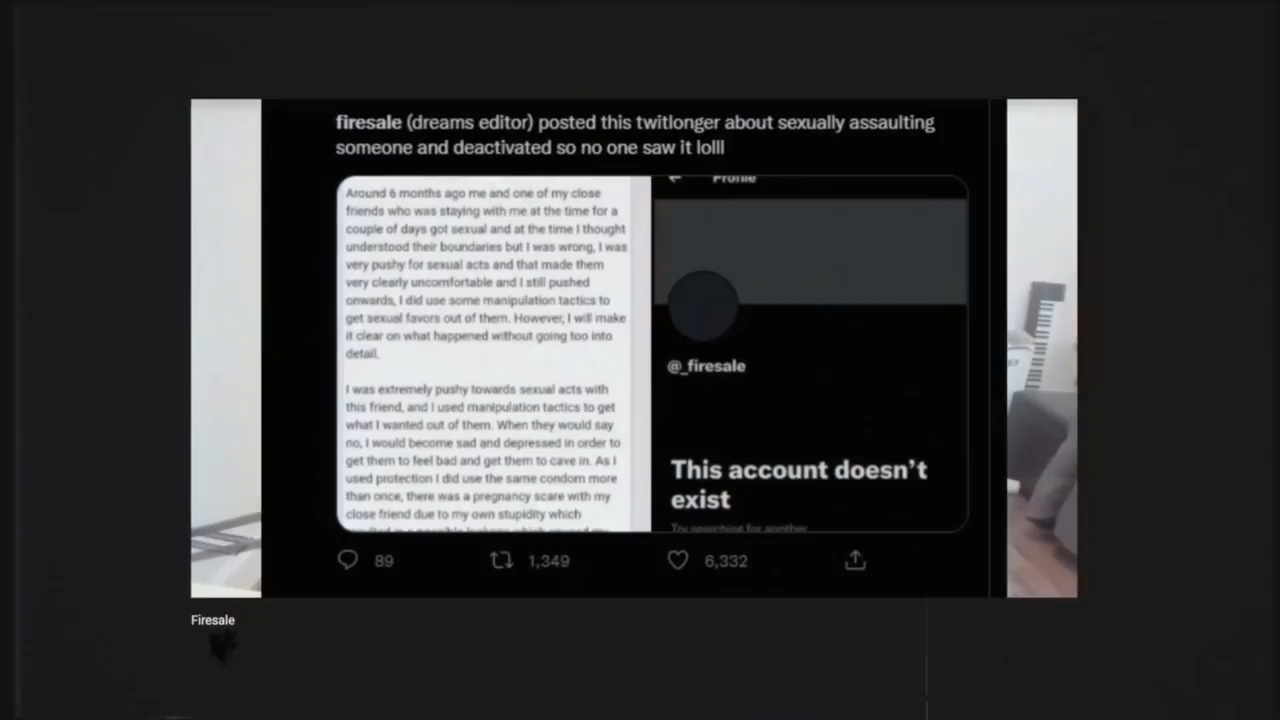 firesale (dreams editor) posted this twitlonger about sexually assaulting
someone and deactivated so no one saw it lolll
Around 6 months ago me and one of my close
friends who was staying with me at the time for a
couple of days got sexual and at the time I thought I
understood their boundaries but I was wrong, I was
very pushy for sexual acts and that made them
very clearly uncomfortable and I still pushed
onwards, I did use some manipulation tactics to
get sexual favors out of them. However, I will make
it clear on what happened without going too into
detail.
I was extremely pushy towards sexual acts with
this friend, and I used manipulation tactics to get
what I wanted out of them. When they would say
no, I would become sad and depressed in order to
get them to feel bad and get them to cave in. As I
used protection I did use the same condom more
than once, there was a pregnancy scare with my
close friend due to my own stupidity which
Profile
@_firesale
This account doesn’t
exist
Try searching for another
89 1,349 6,332
Firesale